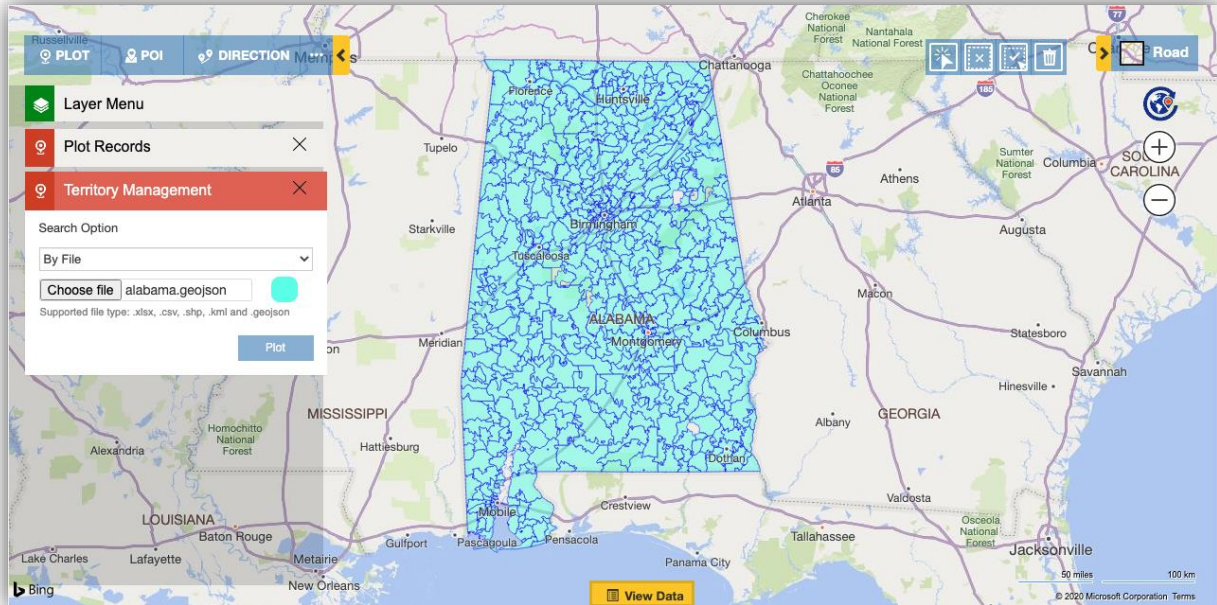 PLOT
POI
DIRECTION
...
Road
Layer Menu
Plot Records
Territory Management
Search Option
By File
Choose file alabama.geojson
Supported file type: .xlsx, .csv, .shp, .kml and .geojson
Plot
Russellville
Cherokee
National
Forest
Nantahala
National Forest
77
Chattanooga
Chattahoochee
Oconee
National
Forest
185
Florence
Huntsville
Tupelo
85
Sumter
National
Forest
Columbia
SOUTH
CAROLINA
Athens
Atlanta
Starkville
Birmingham
Augusta
Tuscaloosa
Macon
ALABAMA
Montgomery
Columbus
Statesboro
Meridian
Savannah
Hinesville
MISSISSIPPI
Albany
GEORGIA
Homochitto
National
Forest
Alexandria
Hattiesburg
Dothan
Valdosta
LOUISIANA
Mobile
Crestview
Osceola
National
Forest
Baton Rouge
Tallahassee
Jacksonville
Lake Charles
Lafayette
Metairie
Gulfport
Pascagoula
Pensacola
Panama City
New Orleans
50 miles
100 km
Bing
View Data
© 2020 Microsoft Corporation Terms